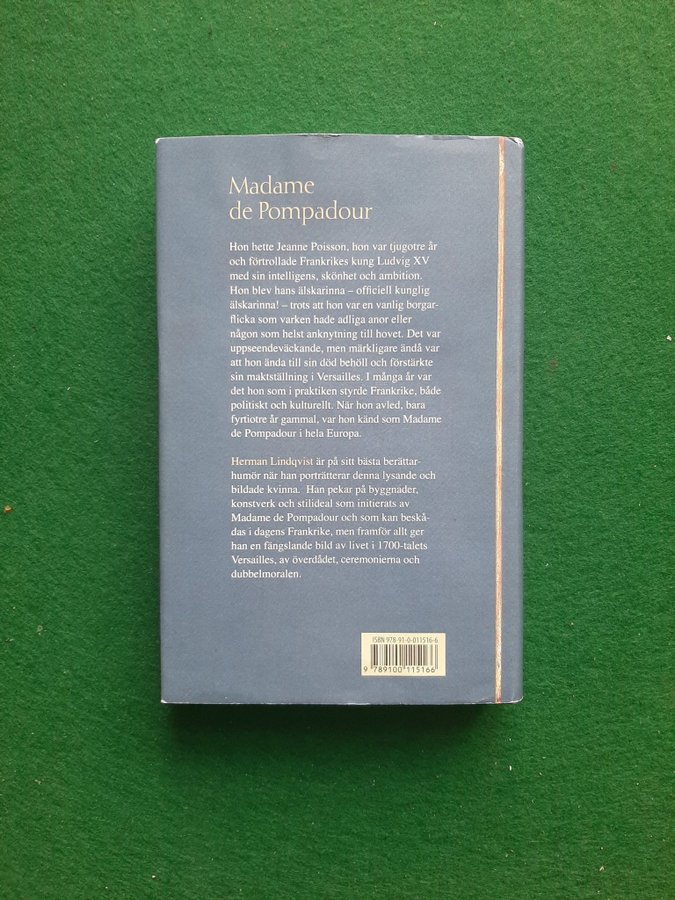 Madame
de Pompadour
Hon hette Jeanne Poisson, hon var tjugotre år
och förtrollade Frankrikes kung Ludvig XV
med sin intelligens, skönhet och ambition.
Hon blev hans älskarinna – officiell kunglig
älskarinna! – trots att hon var en vanlig borgar-
flicka som varken hade adliga anor eller
någon som helst anknytning till hovet. Det var
uppseendeväckande, men märkligare ändå var
att hon ända till sin död behöll och förstärkte
sin maktställning i Versailles. I många år var
det hon som i praktiken styrde Frankrike, både
politiskt och kulturellt. När hon avled, bara
fyrtiotre år gammal, var hon känd som Madame
de Pompadour i hela Europa.
Herman Lindqvist är på sitt bästa berättar-
humör när han porträtterar denna lysande och
bildade kvinna. Han pekar på byggnader,
konstverk och stilideal som initierats av
Madame de Pompadour och som kan beskå-
das i dagens Frankrike, men framför allt ger
han en fängslande bild av livet i 1700-talets
Versailles, av överdådet, ceremonierna och
dubbelmoralen.
ISBN 978-91-0-011516-6
9 789100 115166